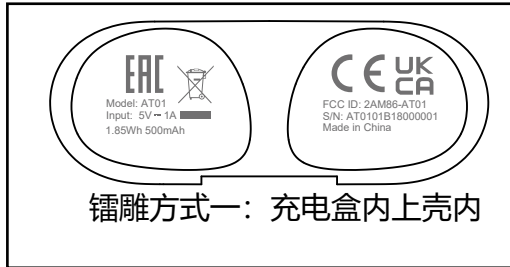 EAC
Model: AT01
Input: 5V⎓1A
1.85Wh 500mAh
CE UK
CA
FCC ID: 2AM86-AT01
S/N: AT0101B18000001
Made in China
镭雕方式一：充电盒内上壳内